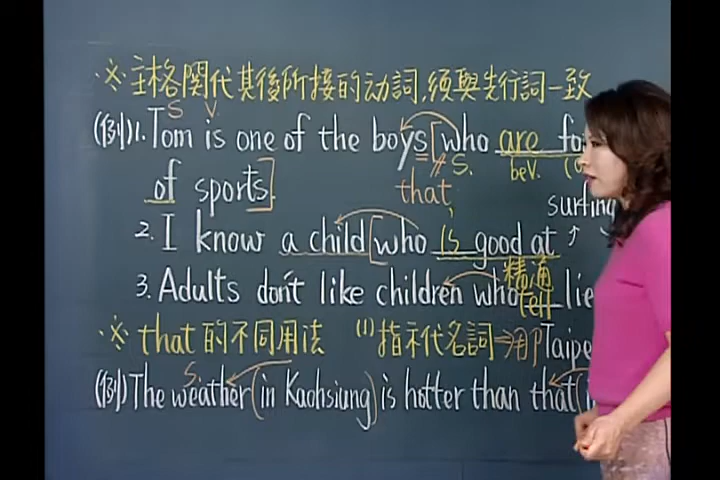 ※主格関代其後所接的动詞,須與先行詞一致
S V.
(例)1. Tom is one of the boys [who are fo
S. beV.
of sports].
that
surfing
2. I know a child [who is good at
精通
3. Adults don't like children who tell lie
※ that 的不同用法 (1) 指示代名詞⇒用
Taipe
S.
(例) The weather (in Kaohsiung) is hotter than that (